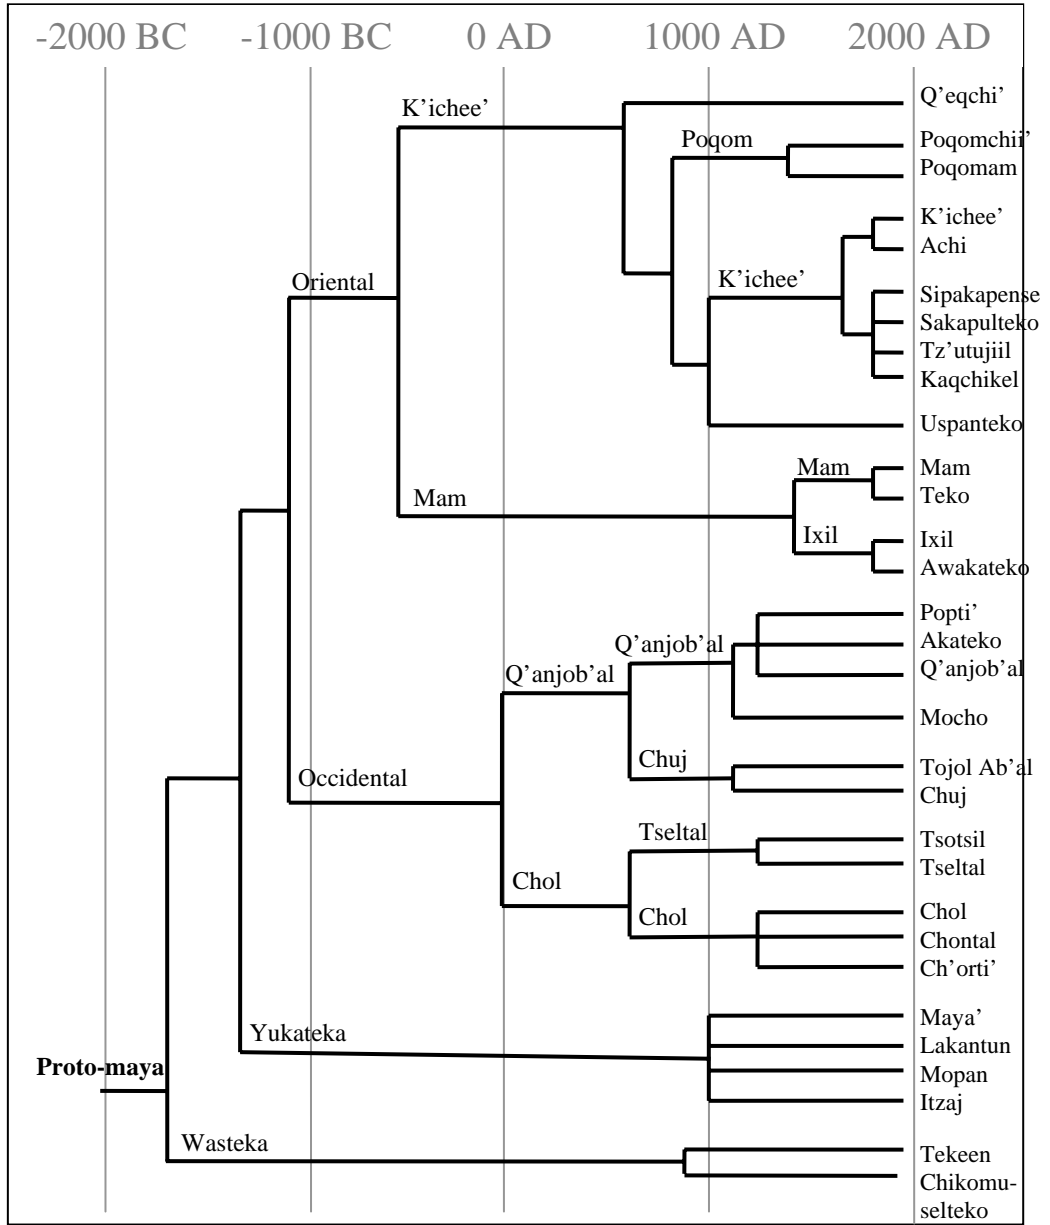 -2000 BC -1000 BC 0 AD 1000 AD 2000 AD
K'ichee'
Q'eqchi'
Poqom
Poqomchii'
Poqomam
K'ichee'
Achi
Oriental
K'ichee'
Sipakapense
Sakapulteko
Tz'utujiil
Kaqchikel
Uspanteko
Mam
Mam
Mam
Teko
Ixil
Ixil
Awakateko
Popti'
Q'anjob'al
Akateko
Q'anjob'al
Q'anjob'al
Mocho
Chuj
Tojol Ab'al
Chuj
Occidental
Tseltal
Tsotsil
Tseltal
Chol
Chol
Chol
Chontal
Ch'orti'
Yukateka
Maya'
Lakantun
Mopan
Itzaj
Proto-maya
Wasteka
Tekeen
Chikomu-
selteko